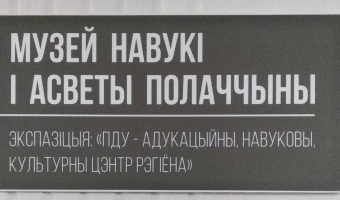 МУЗЕЙ НАВУКІ
І АСВЕТЫ ПОЛАЧЧЫНЫ
ЭКСПАЗІЦЫЯ: «ПДУ - АДУКАЦЫЙНЫ, НАВУКОВЫ,
КУЛЬТУРНЫ ЦЭНТР РЭГІЁНА»